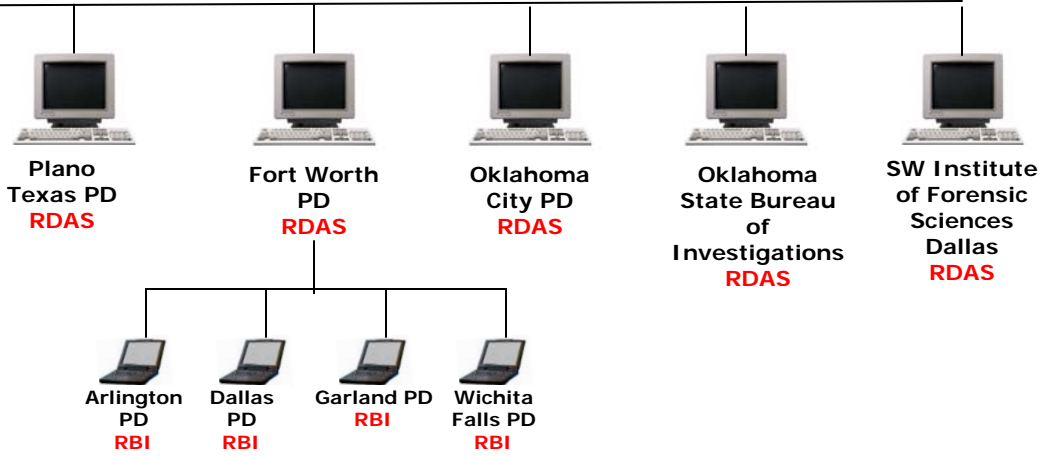 Plano
Texas PD
RDAS
Fort Worth
PD
RDAS
Oklahoma
City PD
RDAS
Oklahoma
State Bureau
of
Investigations
RDAS
SW Institute
of Forensic
Sciences
Dallas
RDAS
Arlington
PD
RBI
Dallas
PD
RBI
Garland PD
RBI
Wichita
Falls PD
RBI